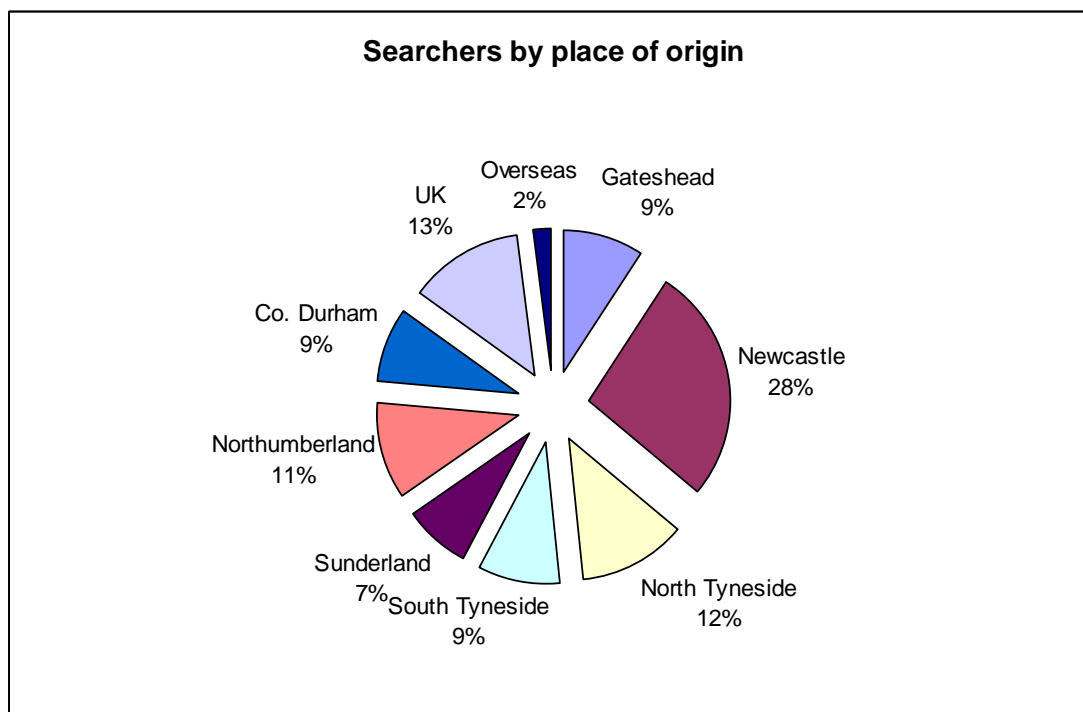 Searchers by place of origin
Overseas
2%
Gateshead
9%
UK
13%
Newcastle
28%
Co. Durham
9%
Northumberland
11%
North Tyneside
12%
Sunderland
7%
South Tyneside
9%